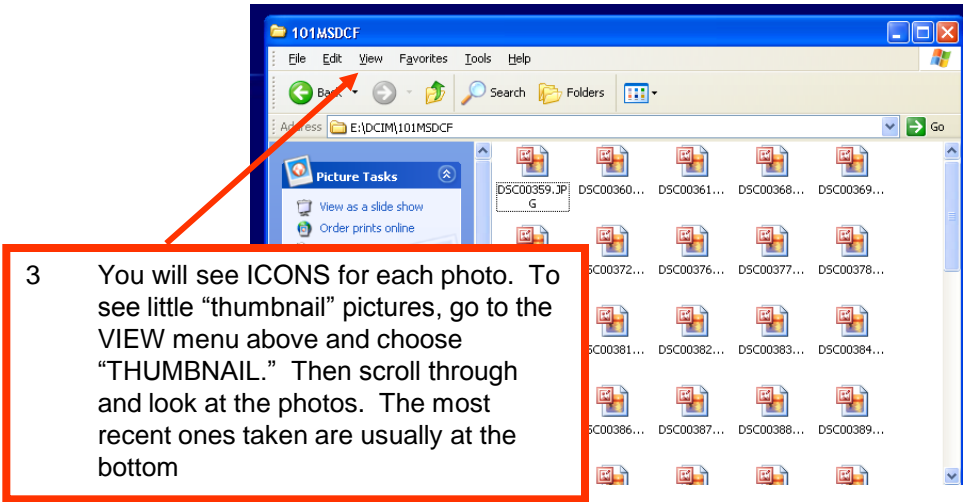 101MSDCF
File Edit View Favorites Tools Help
Back Search Folders
Address E:\DCIM\101MSDCF Go
Picture Tasks
View as a slide show
Order prints online
DSC00359.JP
G
DSC00360... DSC00361... DSC00368... DSC00369...
SC00372... DSC00376... DSC00377... DSC00378...
SC00381... DSC00382... DSC00383... DSC00384...
SC00386... DSC00387... DSC00388... DSC00389...
3 You will see ICONS for each photo. To
see little “thumbnail” pictures, go to the
VIEW menu above and choose
“THUMBNAIL.” Then scroll through
and look at the photos. The most
recent ones taken are usually at the
bottom